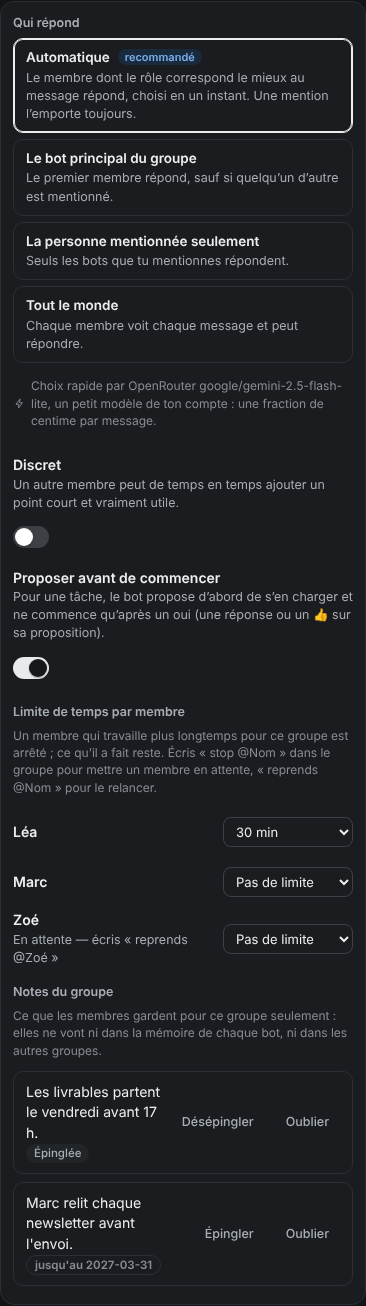 Qui répond
Automatique recommandé
Le membre dont le rôle correspond le mieux au
message répond, choisi en un instant. Une mention
l’emporte toujours.
Le bot principal du groupe
Le premier membre répond, sauf si quelqu’un d’autre
est mentionné.
La personne mentionnée seulement
Seuls les bots que tu mentionnes répondent.
Tout le monde
Chaque membre voit chaque message et peut
répondre.
Choix rapide par OpenRouter google/gemini-2.5-flash-
lite, un petit modèle de ton compte : une fraction de
centime par message.
Discret
Un autre membre peut de temps en temps ajouter un
point court et vraiment utile.
Proposer avant de commencer
Pour une tâche, le bot propose d’abord de s’en charger et
ne commence qu’après un oui (une réponse ou un 👍 sur
sa proposition).
Limite de temps par membre
Un membre qui travaille plus longtemps pour ce groupe est
arrêté ; ce qu’il a fait reste. Écris « stop @Nom » dans le
groupe pour mettre un membre en attente, « reprends
@Nom » pour le relancer.
Léa 30 min
Marc Pas de limite
Zoé
En attente — écris « reprends
@Zoé »
Pas de limite
Notes du groupe
Ce que les membres gardent pour ce groupe seulement :
elles ne vont ni dans la mémoire de chaque bot, ni dans les
autres groupes.
Les livrables partent
le vendredi avant 17
h.
Épinglée
Désépingler Oublier
Marc relit chaque
newsletter avant
l'envoi.
jusqu'au 2027-03-31
Épingler Oublier